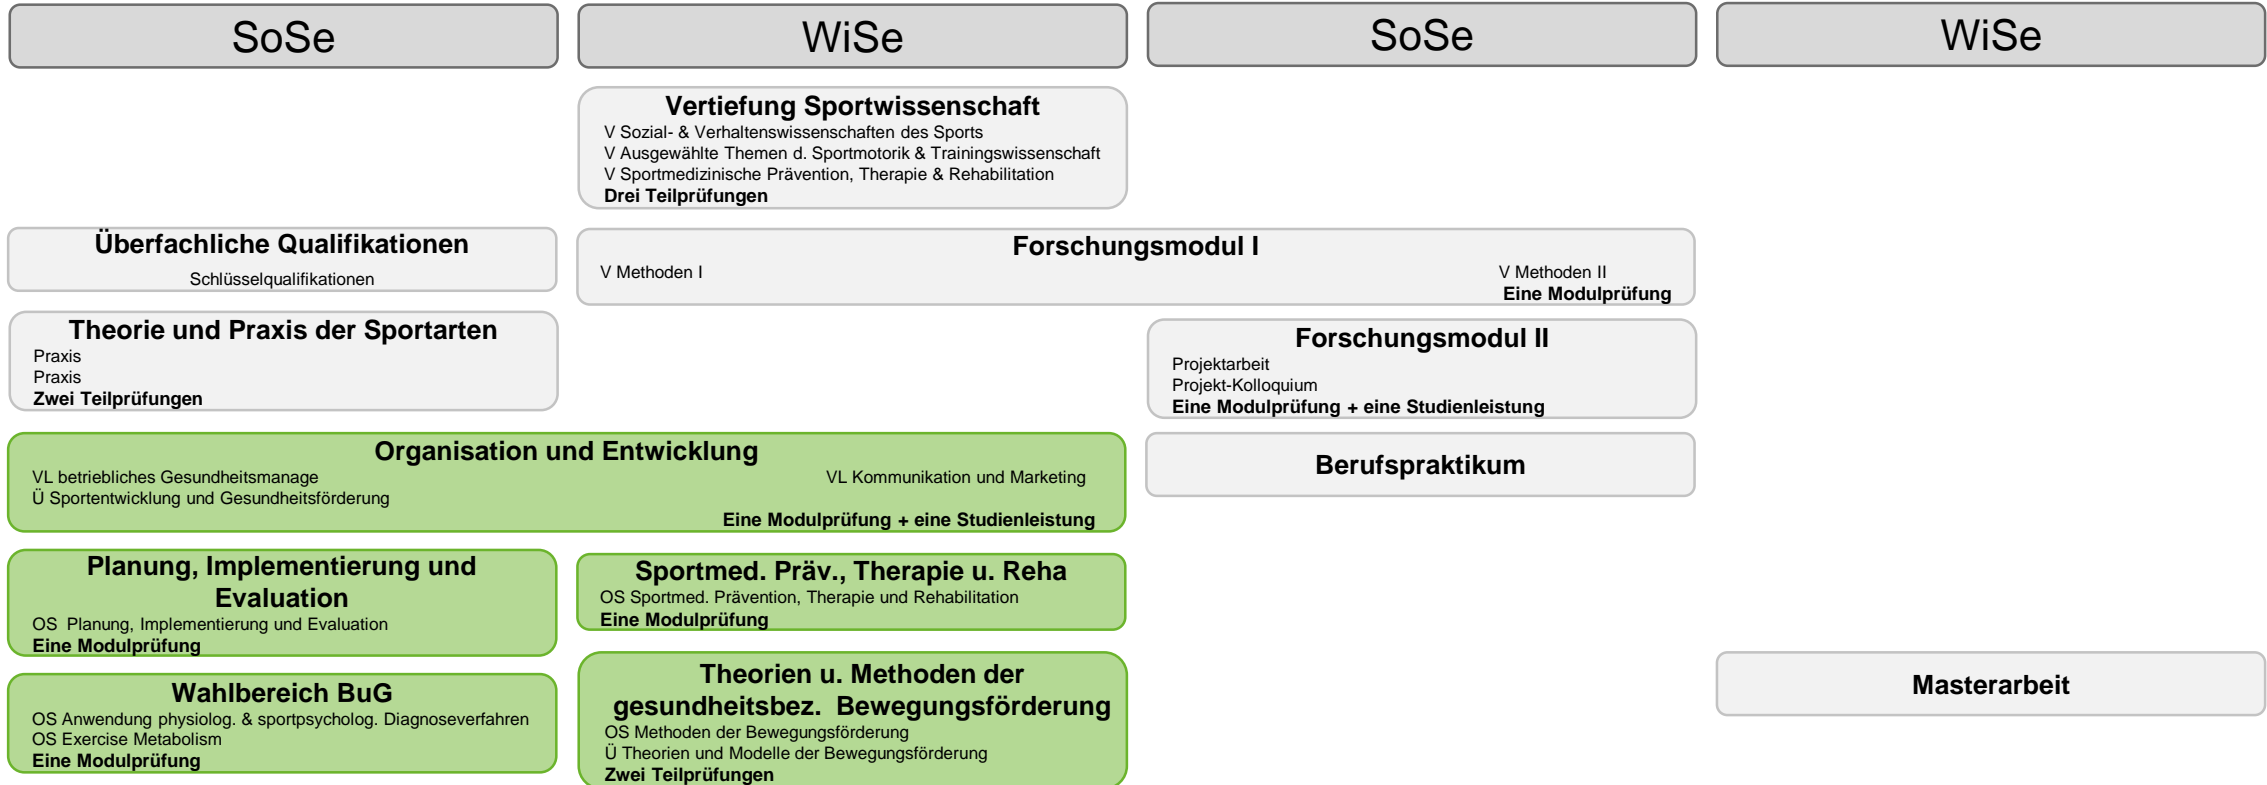 SoSe
WiSe
SoSe
WiSe
Vertiefung Sportwissenschaft
V Sozial- & Verhaltenswissenschaften des Sports
V Ausgewählte Themen d. Sportmotorik & Trainingswissenschaft
V Sportmedizinische Prävention, Therapie & Rehabilitation
Drei Teilprüfungen
Überfachliche Qualifikationen
Schlüsselqualifikationen
Forschungsmodul I
V Methoden I
V Methoden II
Eine Modulprüfung
Theorie und Praxis der Sportarten
Praxis
Praxis
Zwei Teilprüfungen
Forschungsmodul II
Projektarbeit
Projekt-Kolloquium
Eine Modulprüfung + eine Studienleistung
Organisation und Entwicklung
VL betriebliches Gesundheitsmanage
VL Kommunikation und Marketing
Ü Sportentwicklung und Gesundheitsförderung
Eine Modulprüfung + eine Studienleistung
Berufspraktikum
Planung, Implementierung und
Evaluation
OS Planung, Implementierung und Evaluation
Eine Modulprüfung
Sportmed. Präv., Therapie u. Reha
OS Sportmed. Prävention, Therapie und Rehabilitation
Eine Modulprüfung
Wahlbereich BuG
OS Anwendung physiolog. & sportpsycholog. Diagnoseverfahren
OS Exercise Metabolism
Eine Modulprüfung
Theorien u. Methoden der
gesundheitsbez. Bewegungsförderung
OS Methoden der Bewegungsförderung
Ü Theorien und Modelle der Bewegungsförderung
Zwei Teilprüfungen
Masterarbeit